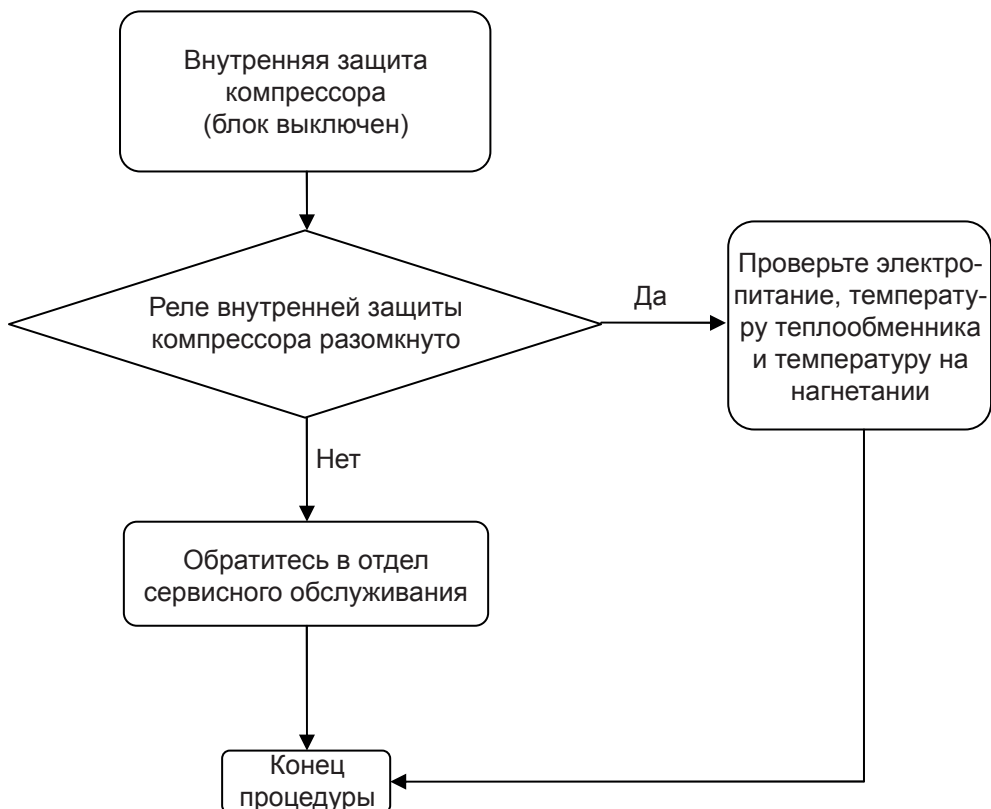 Внутренняя защита
компрессора
(блок выключен)
Реле внутренней защиты
компрессора разомкнуто
Да
Проверьте электро-
питание, температу-
ру теплообменника
и температуру на
нагнетании
Нет
Обратитесь в отдел
сервисного обслуживания
Конец
процедуры